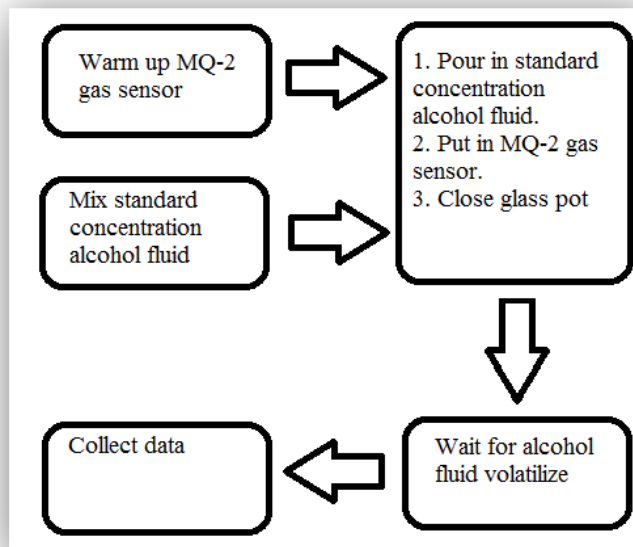 Warm up MQ-2
gas sensor
Mix standard
concentration
alcohol fluid
1. Pour in standard
concentration
alcohol fluid.
2. Put in MQ-2 gas
sensor.
3. Close glass pot
Wait for alcohol
fluid volatilize
Collect data